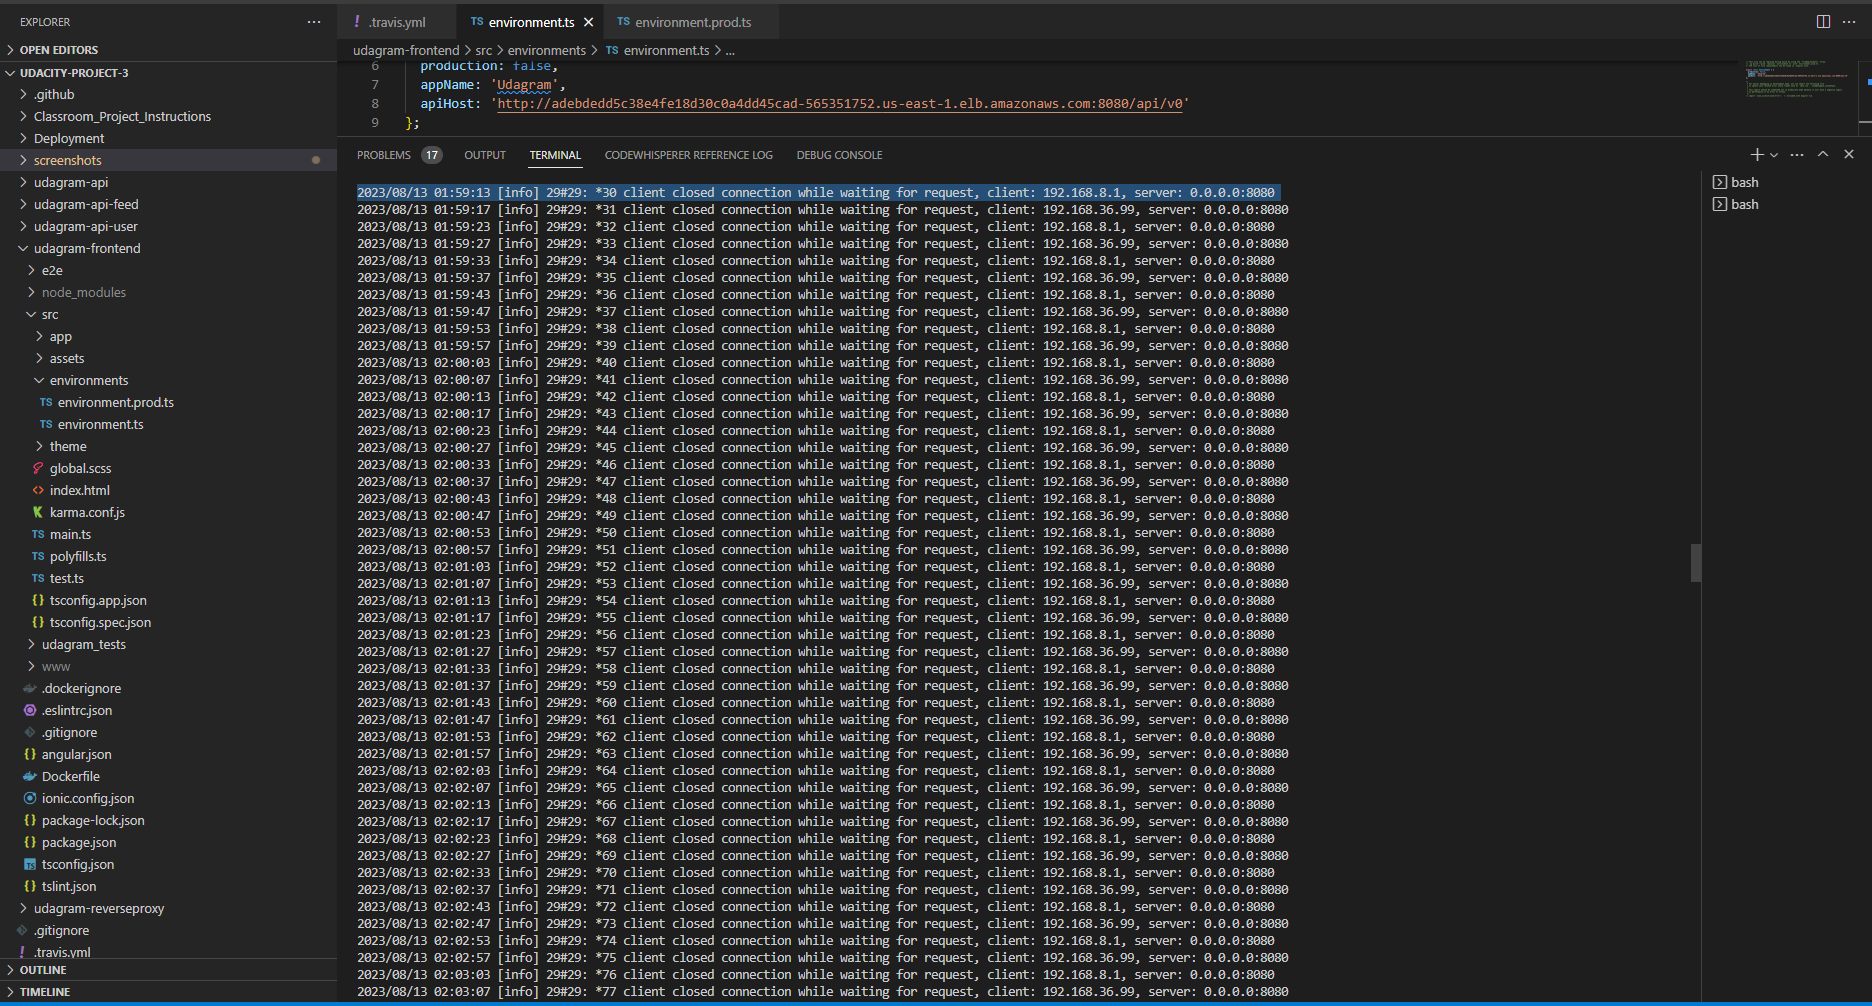 EXPLORER
OPEN EDITORS
UDACITY-PROJECT-3
.github
Classroom_Project_Instructions
Deployment
screenshots
udagram-api
udagram-api-feed
udagram-api-user
udagram-frontend
e2e
node_modules
src
app
assets
environments
TS environment.prod.ts
TS environment.ts
theme
global.scss
index.html
karma.conf.js
TS main.ts
TS polyfills.ts
TS test.ts
{} tsconfig.app.json
{} tsconfig.spec.json
udagram_tests
www
.dockerignore
.eslintrc.json
.gitignore
{} angular.json
Dockerfile
ionic.config.json
{} package-lock.json
{} package.json
tsconfig.json
{} tslint.json
udagram-reverseproxy
.gitignore
! .travis.yml
OUTLINE
TIMELINE
! .travis.yml
TS environment.ts
TS environment.prod.ts
udagram-frontend > src > environments > TS environment.ts > ...
6 production: false,
7 appName: 'Udagram',
8 apiHost: 'http://adebdedd5c38e4fe18d30c0a4dd45cad-565351752.us-east-1.elb.amazonaws.com:8080/api/v0'
9 };
PROBLEMS 17 OUTPUT TERMINAL CODEWHISPERER REFERENCE LOG DEBUG CONSOLE
2023/08/13 01:59:13 [info] 29#29: *30 client closed connection while waiting for request, client: 192.168.8.1, server: 0.0.0.0:8080
2023/08/13 01:59:17 [info] 29#29: *31 client closed connection while waiting for request, client: 192.168.36.99, server: 0.0.0.0:8080
2023/08/13 01:59:23 [info] 29#29: *32 client closed connection while waiting for request, client: 192.168.8.1, server: 0.0.0.0:8080
2023/08/13 01:59:27 [info] 29#29: *33 client closed connection while waiting for request, client: 192.168.36.99, server: 0.0.0.0:8080
2023/08/13 01:59:33 [info] 29#29: *34 client closed connection while waiting for request, client: 192.168.8.1, server: 0.0.0.0:8080
2023/08/13 01:59:37 [info] 29#29: *35 client closed connection while waiting for request, client: 192.168.36.99, server: 0.0.0.0:8080
2023/08/13 01:59:43 [info] 29#29: *36 client closed connection while waiting for request, client: 192.168.8.1, server: 0.0.0.0:8080
2023/08/13 01:59:47 [info] 29#29: *37 client closed connection while waiting for request, client: 192.168.36.99, server: 0.0.0.0:8080
2023/08/13 01:59:53 [info] 29#29: *38 client closed connection while waiting for request, client: 192.168.8.1, server: 0.0.0.0:8080
2023/08/13 01:59:57 [info] 29#29: *39 client closed connection while waiting for request, client: 192.168.36.99, server: 0.0.0.0:8080
2023/08/13 02:00:03 [info] 29#29: *40 client closed connection while waiting for request, client: 192.168.8.1, server: 0.0.0.0:8080
2023/08/13 02:00:07 [info] 29#29: *41 client closed connection while waiting for request, client: 192.168.36.99, server: 0.0.0.0:8080
2023/08/13 02:00:13 [info] 29#29: *42 client closed connection while waiting for request, client: 192.168.8.1, server: 0.0.0.0:8080
2023/08/13 02:00:17 [info] 29#29: *43 client closed connection while waiting for request, client: 192.168.36.99, server: 0.0.0.0:8080
2023/08/13 02:00:23 [info] 29#29: *44 client closed connection while waiting for request, client: 192.168.8.1, server: 0.0.0.0:8080
2023/08/13 02:00:27 [info] 29#29: *45 client closed connection while waiting for request, client: 192.168.36.99, server: 0.0.0.0:8080
2023/08/13 02:00:33 [info] 29#29: *46 client closed connection while waiting for request, client: 192.168.8.1, server: 0.0.0.0:8080
2023/08/13 02:00:37 [info] 29#29: *47 client closed connection while waiting for request, client: 192.168.36.99, server: 0.0.0.0:8080
2023/08/13 02:00:43 [info] 29#29: *48 client closed connection while waiting for request, client: 192.168.8.1, server: 0.0.0.0:8080
2023/08/13 02:00:47 [info] 29#29: *49 client closed connection while waiting for request, client: 192.168.36.99, server: 0.0.0.0:8080
2023/08/13 02:00:53 [info] 29#29: *50 client closed connection while waiting for request, client: 192.168.8.1, server: 0.0.0.0:8080
2023/08/13 02:00:57 [info] 29#29: *51 client closed connection while waiting for request, client: 192.168.36.99, server: 0.0.0.0:8080
2023/08/13 02:01:03 [info] 29#29: *52 client closed connection while waiting for request, client: 192.168.8.1, server: 0.0.0.0:8080
2023/08/13 02:01:07 [info] 29#29: *53 client closed connection while waiting for request, client: 192.168.36.99, server: 0.0.0.0:8080
2023/08/13 02:01:13 [info] 29#29: *54 client closed connection while waiting for request, client: 192.168.8.1, server: 0.0.0.0:8080
2023/08/13 02:01:17 [info] 29#29: *55 client closed connection while waiting for request, client: 192.168.36.99, server: 0.0.0.0:8080
2023/08/13 02:01:23 [info] 29#29: *56 client closed connection while waiting for request, client: 192.168.8.1, server: 0.0.0.0:8080
2023/08/13 02:01:27 [info] 29#29: *57 client closed connection while waiting for request, client: 192.168.36.99, server: 0.0.0.0:8080
2023/08/13 02:01:33 [info] 29#29: *58 client closed connection while waiting for request, client: 192.168.8.1, server: 0.0.0.0:8080
2023/08/13 02:01:37 [info] 29#29: *59 client closed connection while waiting for request, client: 192.168.36.99, server: 0.0.0.0:8080
2023/08/13 02:01:43 [info] 29#29: *60 client closed connection while waiting for request, client: 192.168.8.1, server: 0.0.0.0:8080
2023/08/13 02:01:47 [info] 29#29: *61 client closed connection while waiting for request, client: 192.168.36.99, server: 0.0.0.0:8080
2023/08/13 02:01:53 [info] 29#29: *62 client closed connection while waiting for request, client: 192.168.8.1, server: 0.0.0.0:8080
2023/08/13 02:01:57 [info] 29#29: *63 client closed connection while waiting for request, client: 192.168.36.99, server: 0.0.0.0:8080
2023/08/13 02:02:03 [info] 29#29: *64 client closed connection while waiting for request, client: 192.168.8.1, server: 0.0.0.0:8080
2023/08/13 02:02:07 [info] 29#29: *65 client closed connection while waiting for request, client: 192.168.36.99, server: 0.0.0.0:8080
2023/08/13 02:02:13 [info] 29#29: *66 client closed connection while waiting for request, client: 192.168.8.1, server: 0.0.0.0:8080
2023/08/13 02:02:17 [info] 29#29: *67 client closed connection while waiting for request, client: 192.168.36.99, server: 0.0.0.0:8080
2023/08/13 02:02:23 [info] 29#29: *68 client closed connection while waiting for request, client: 192.168.8.1, server: 0.0.0.0:8080
2023/08/13 02:02:27 [info] 29#29: *69 client closed connection while waiting for request, client: 192.168.36.99, server: 0.0.0.0:8080
2023/08/13 02:02:33 [info] 29#29: *70 client closed connection while waiting for request, client: 192.168.8.1, server: 0.0.0.0:8080
2023/08/13 02:02:37 [info] 29#29: *71 client closed connection while waiting for request, client: 192.168.36.99, server: 0.0.0.0:8080
2023/08/13 02:02:43 [info] 29#29: *72 client closed connection while waiting for request, client: 192.168.8.1, server: 0.0.0.0:8080
2023/08/13 02:02:47 [info] 29#29: *73 client closed connection while waiting for request, client: 192.168.36.99, server: 0.0.0.0:8080
2023/08/13 02:02:53 [info] 29#29: *74 client closed connection while waiting for request, client: 192.168.8.1, server: 0.0.0.0:8080
2023/08/13 02:02:57 [info] 29#29: *75 client closed connection while waiting for request, client: 192.168.36.99, server: 0.0.0.0:8080
2023/08/13 02:03:03 [info] 29#29: *76 client closed connection while waiting for request, client: 192.168.8.1, server: 0.0.0.0:8080
2023/08/13 02:03:07 [info] 29#29: *77 client closed connection while waiting for request, client: 192.168.36.99, server: 0.0.0.0:8080
bash
bash